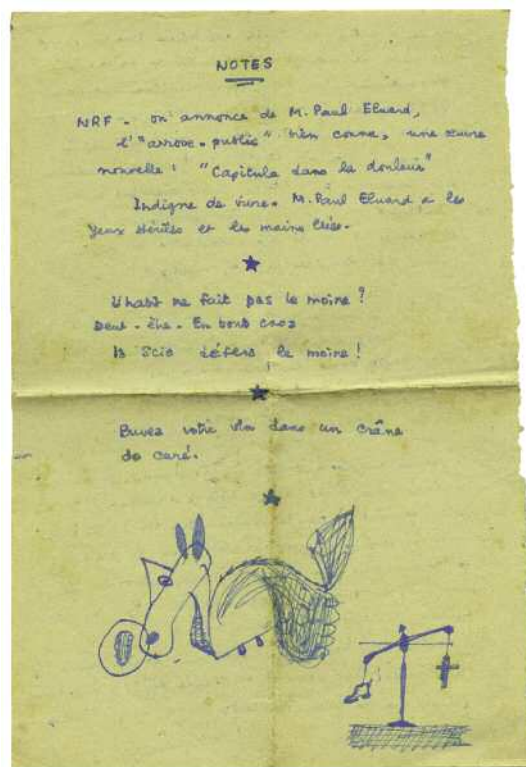 NOTES
NRF - on annonce de M. Paul Eluard,
l'"arrose-public" bien connu, une œuvre
nouvelle : "Capitula dans la douleur"
Indigne de vivre. M. Paul Eluard a les
yeux stériles et les mains liées.
L'habit ne fait pas le moine ?
Peut-être. En tout cas
la scie défera le moine !
Buvez votre vin dans un crâne
de curé.